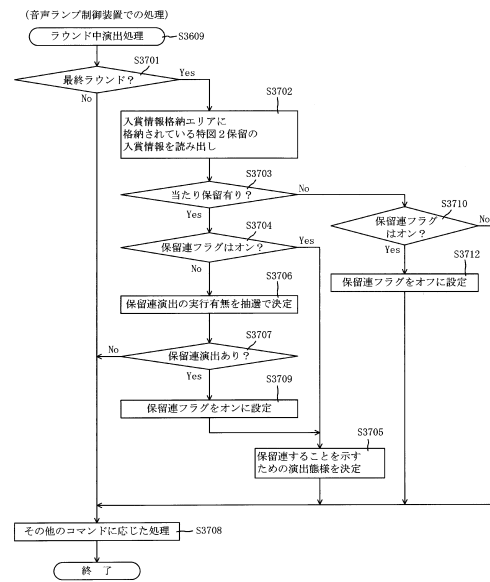 （音声ランプ制御装置での処理）
ラウンド中演出処理
S3609
S3701
最終ラウンド？
Yes
No
S3702
入賞情報格納エリアに
格納されている特図２保留の
入賞情報を読み出し
S3703
当たり保留有り？
No
Yes
S3710
保留連フラグ
はオン？
No
Yes
S3704
保留連フラグはオン？
Yes
No
S3712
保留連フラグをオフに設定
S3706
保留連演出の実行有無を抽選で決定
S3707
保留連演出あり？
No
Yes
S3709
保留連フラグをオンに設定
S3705
保留連することを示す
ための演出態様を決定
その他のコマンドに応じた処理
S3708
終　了